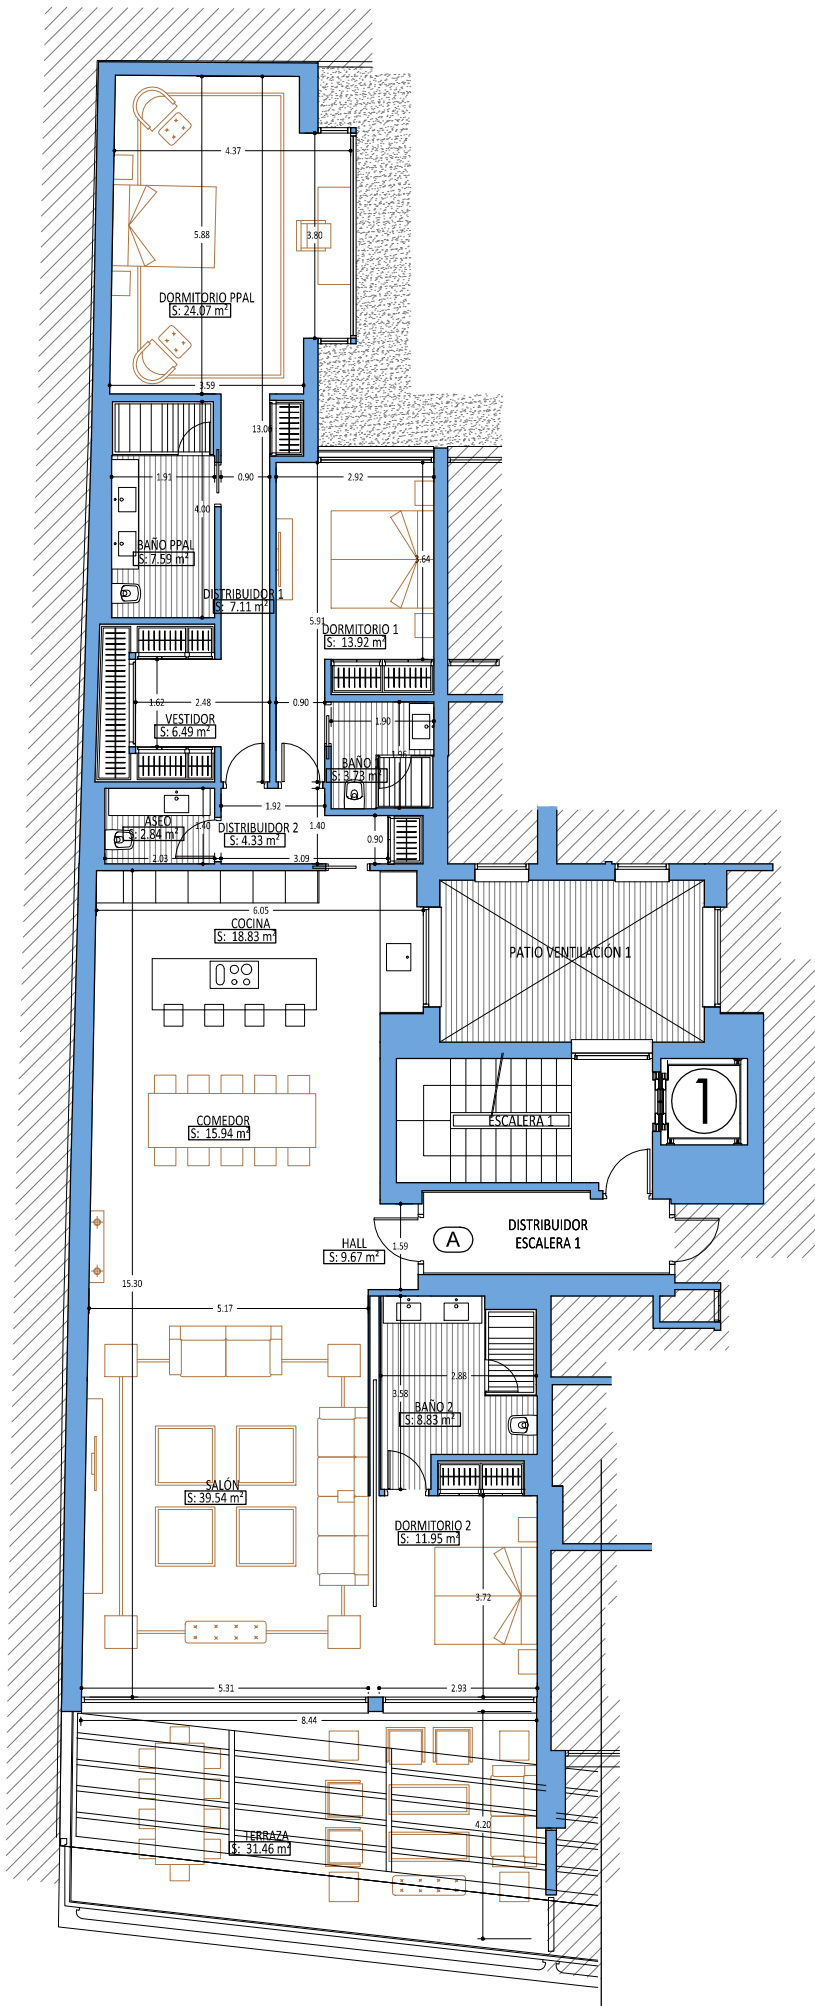 4.37
5.88
3.80
DORMITORIO PPAL
S: 24.07 m²
3.59
13.06
1.91
0.90
2.92
4.00
BAÑO PPAL
S: 7.59 m²
3.64
DISTRIBUIDOR 1
S: 7.11 m²
5.91
DORMITORIO 1
S: 13.92 m²
1.62
2.48
0.90
VESTIDOR
S: 6.49 m²
1.90
1.96
BAÑO 1
S: 3.73 m²
1.92
ASEO
S: 2.84 m²
1.40
DISTRIBUIDOR 2
S: 4.33 m²
1.40
0.90
2.03
3.09
6.05
COCINA
S: 18.83 m²
PATIO VENTILACIÓN 1
1
COMEDOR
S: 15.94 m²
ESCALERA 1
DISTRIBUIDOR
ESCALERA 1
A
HALL
S: 9.67 m²
1.59
15.30
5.17
2.88
3.58
BAÑO 2
S: 8.83 m²
SALÓN
S: 39.54 m²
DORMITORIO 2
S: 11.95 m²
3.72
5.31
2.93
8.44
4.20
TERRAZA
S: 31.46 m²